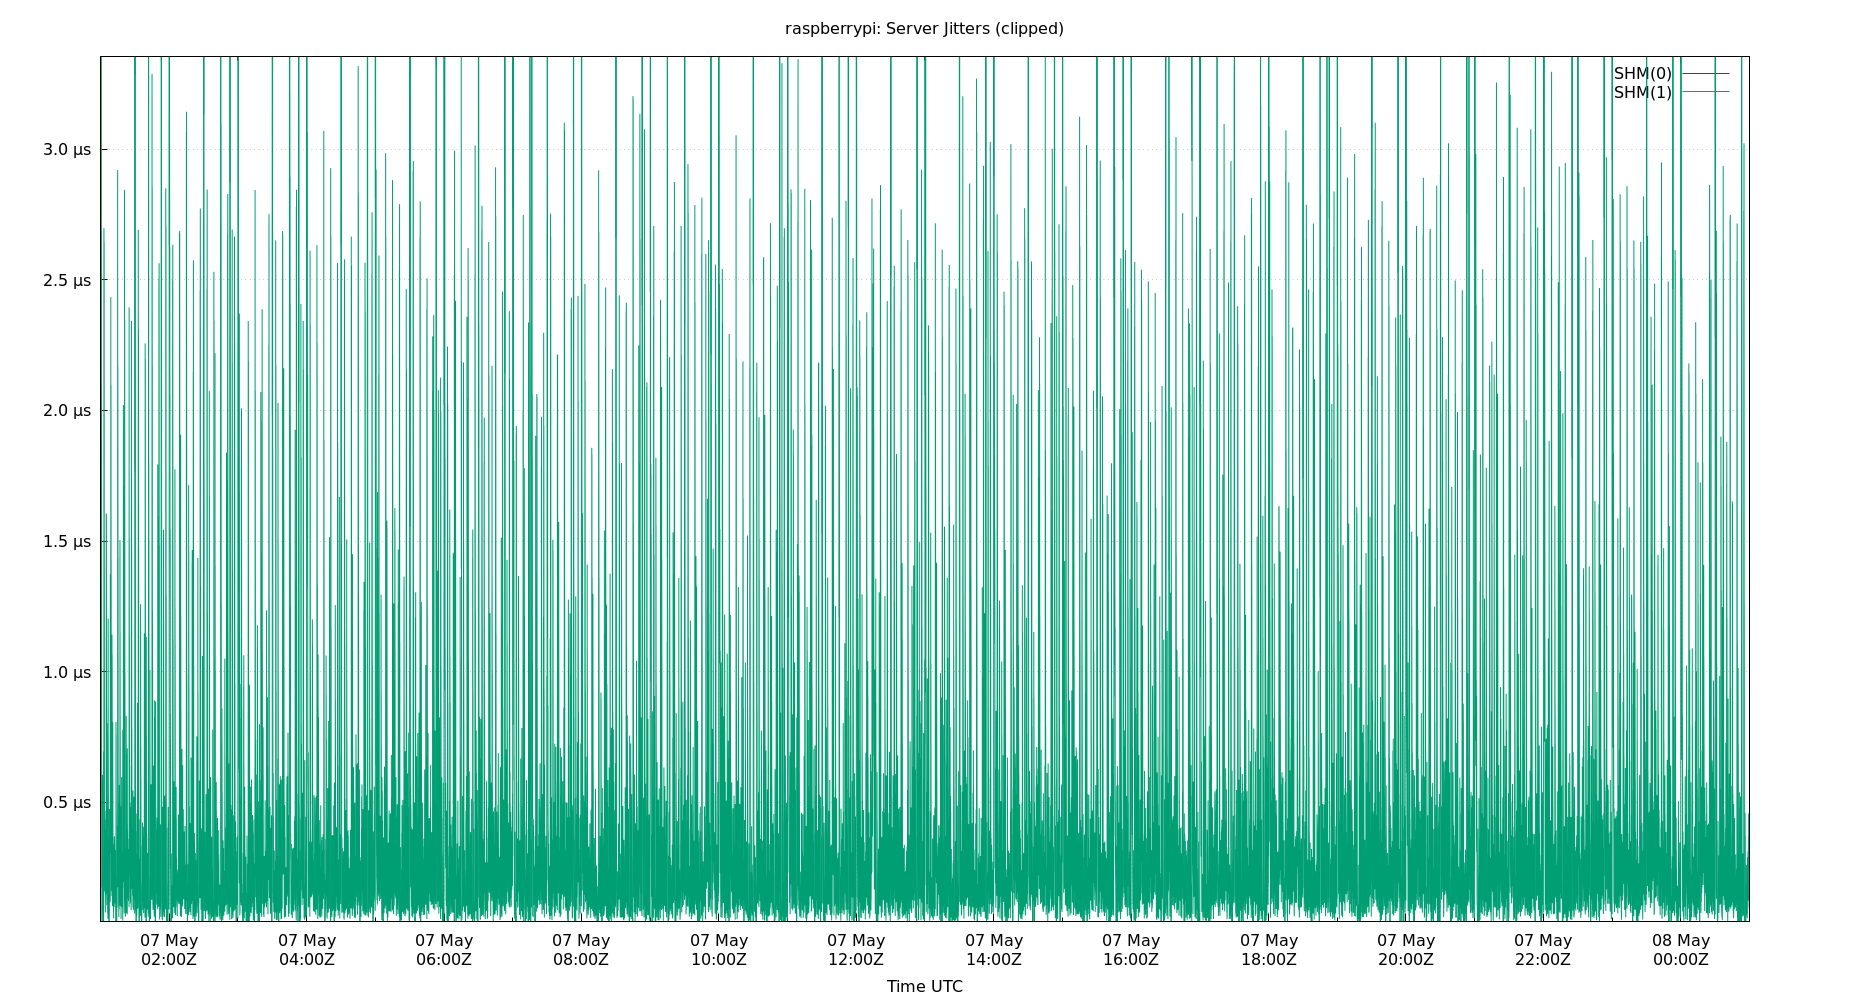 raspberrypi: Server Jitters (clipped)
SHM(0)
SHM(1)
3.0 µs
2.5 µs
2.0 µs
1.5 µs
1.0 µs
0.5 µs
07 May 07 May 07 May 07 May 07 May 07 May 07 May 07 May 07 May 07 May 07 May 08 May
02:00Z 04:00Z 06:00Z 08:00Z 10:00Z 12:00Z 14:00Z 16:00Z 18:00Z 20:00Z 22:00Z 00:00Z
Time UTC